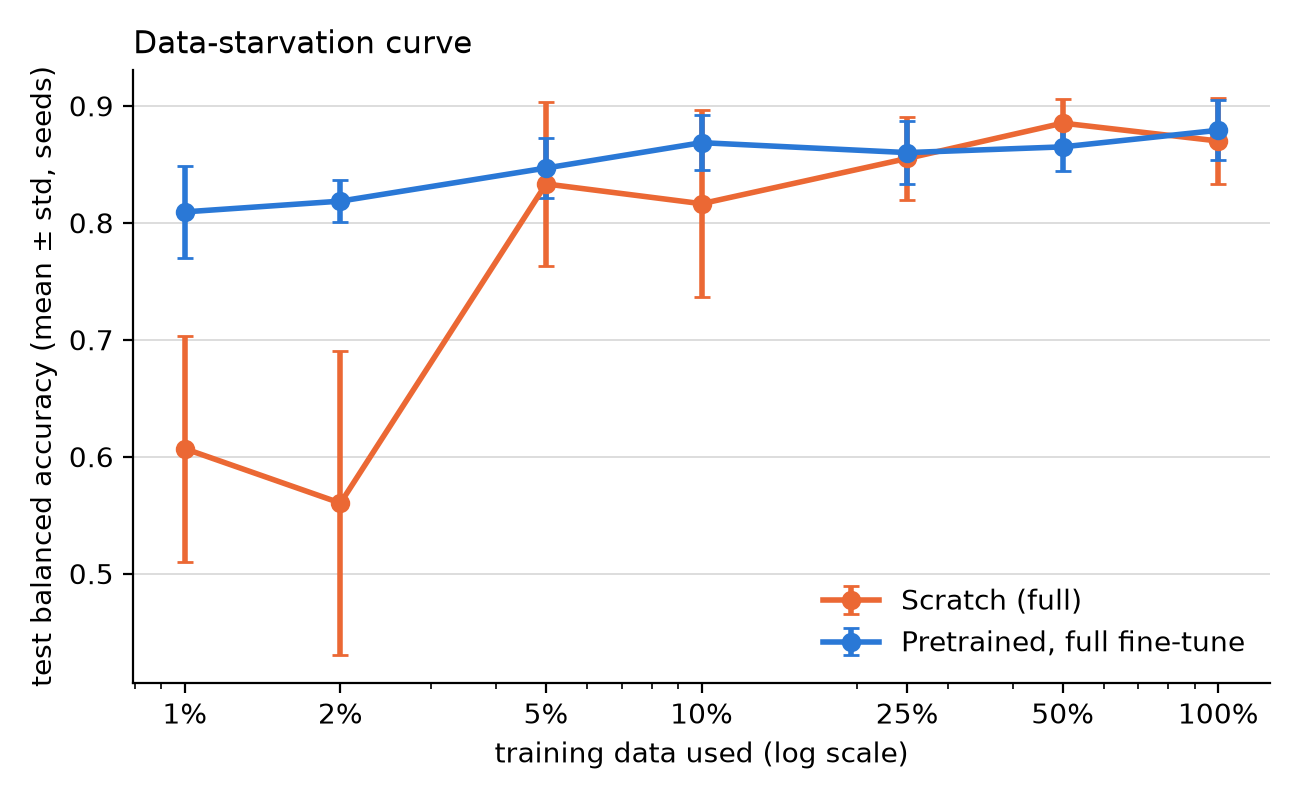 Data-starvation curve
test balanced accuracy (mean ± std, seeds)
0.9
0.8
0.7
0.6
0.5
Scratch (full)
Pretrained, full fine-tune
1% 2% 5% 10% 25% 50% 100%
training data used (log scale)